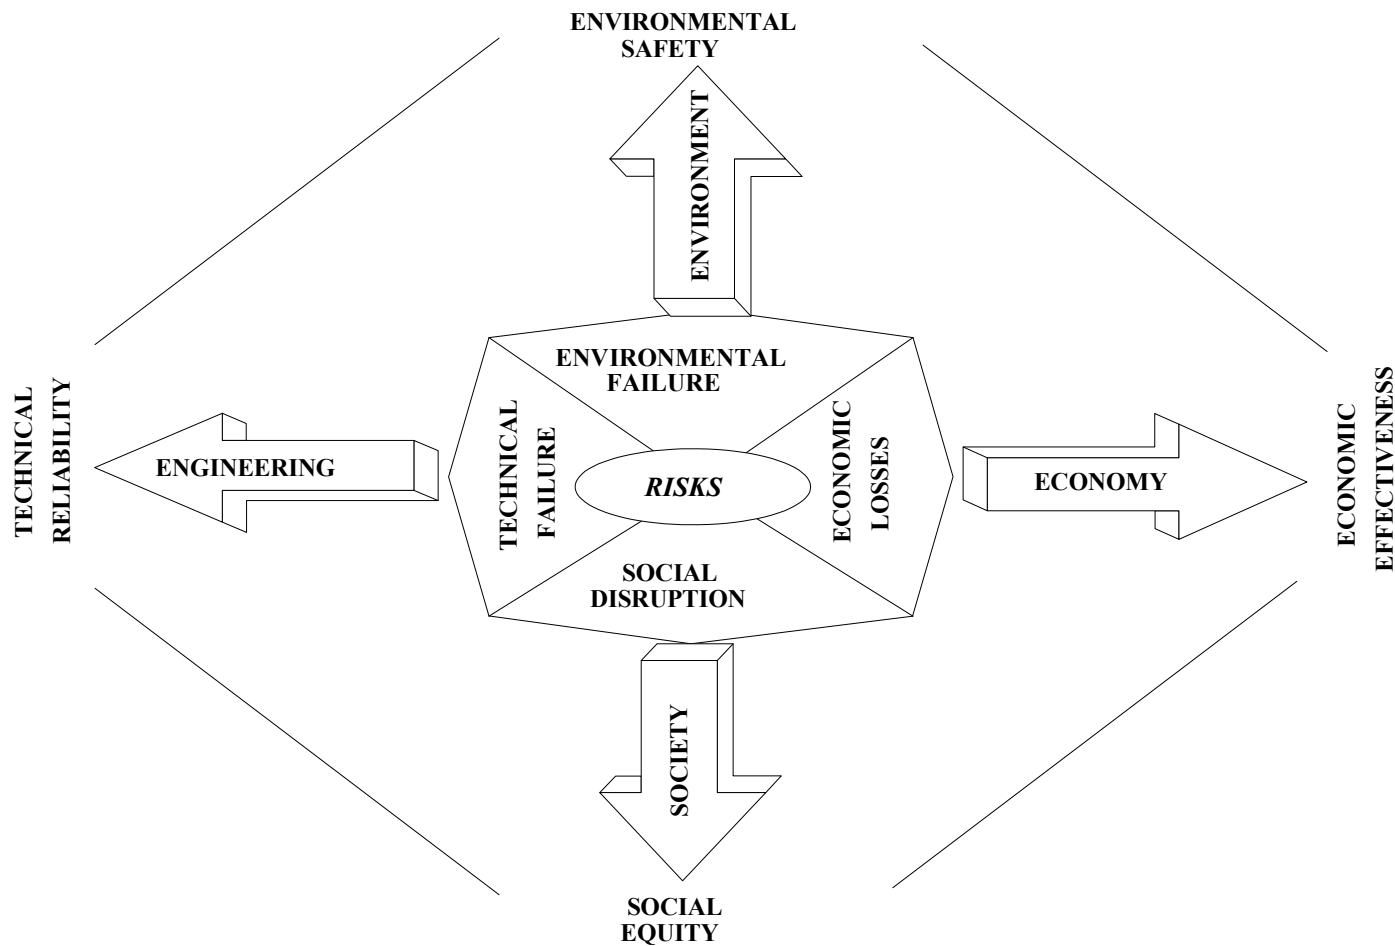 ENVIRONMENTAL
SAFETY
ENVIRONMENT
ENVIRONMENTAL
FAILURE
TECHNICAL
RELIABILITY
ENGINEERING
TECHNICAL
FAILURE
RISKS
ECONOMIC
LOSSES
ECONOMY
ECONOMIC
EFFECTIVENESS
SOCIAL
DISRUPTION
SOCIETY
SOCIAL
EQUITY